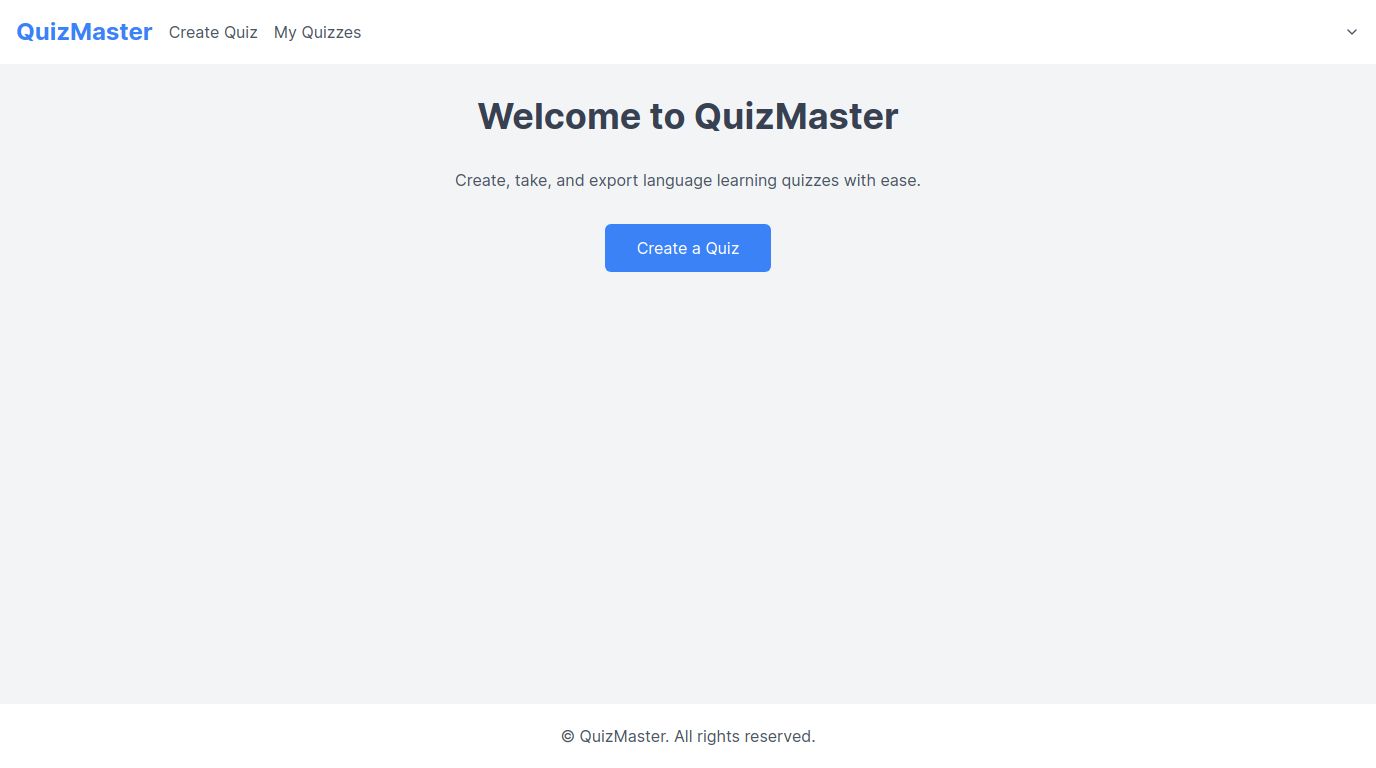 QuizMaster Create Quiz My Quizzes
Welcome to QuizMaster
Create, take, and export language learning quizzes with ease.
Create a Quiz
© QuizMaster. All rights reserved.